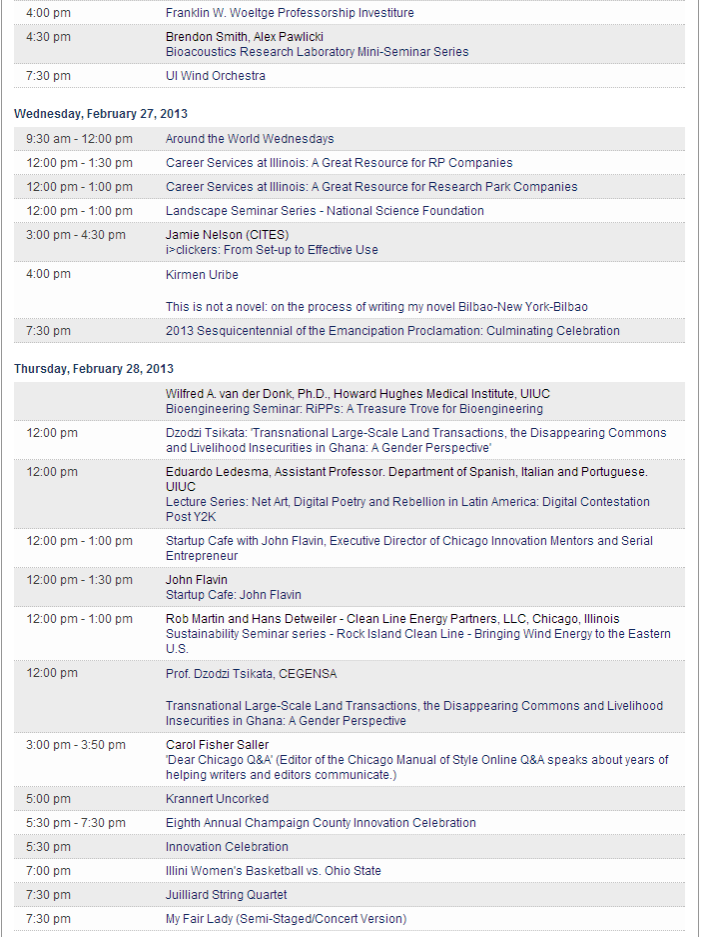 4:00 pm Franklin W. Woeltge Professorship Investiture
4:30 pm Brendon Smith, Alex Pawlicki
Bioacoustics Research Laboratory Mini-Seminar Series
7:30 pm UI Wind Orchestra
Wednesday, February 27, 2013
9:30 am - 12:00 pm Around the World Wednesdays
12:00 pm - 1:30 pm Career Services at Illinois: A Great Resource for RP Companies
12:00 pm - 1:00 pm Career Services at Illinois: A Great Resource for Research Park Companies
12:00 pm - 1:00 pm Landscape Seminar Series - National Science Foundation
3:00 pm - 4:30 pm Jamie Nelson (CITES)
i>clickers: From Set-up to Effective Use
4:00 pm Kirmen Uribe
This is not a novel: on the process of writing my novel Bilbao-New York-Bilbao
7:30 pm 2013 Sesquicentennial of the Emancipation Proclamation: Culminating Celebration
Thursday, February 28, 2013
Wilfred A. van der Donk, Ph.D., Howard Hughes Medical Institute, UIUC
Bioengineering Seminar: RiPPs: A Treasure Trove for Bioengineering
12:00 pm Dzodzi Tsikata: 'Transnational Large-Scale Land Transactions, the Disappearing Commons
and Livelihood Insecurities in Ghana: A Gender Perspective'
12:00 pm Eduardo Ledesma, Assistant Professor. Department of Spanish, Italian and Portuguese.
UIUC
Lecture Series: Net Art, Digital Poetry and Rebellion in Latin America: Digital Contestation
Post Y2K
12:00 pm - 1:00 pm Startup Cafe with John Flavin, Executive Director of Chicago Innovation Mentors and Serial
Entrepreneur
12:00 pm - 1:30 pm John Flavin
Startup Cafe: John Flavin
12:00 pm - 1:00 pm Rob Martin and Hans Detweiler - Clean Line Energy Partners, LLC, Chicago, Illinois
Sustainability Seminar series - Rock Island Clean Line - Bringing Wind Energy to the Eastern
U.S.
12:00 pm Prof. Dzodzi Tsikata, CEGENSA
Transnational Large-Scale Land Transactions, the Disappearing Commons and Livelihood
Insecurities in Ghana: A Gender Perspective
3:00 pm - 3:50 pm Carol Fisher Saller
'Dear Chicago Q&A' (Editor of the Chicago Manual of Style Online Q&A speaks about years of
helping writers and editors communicate.)
5:00 pm Krannert Uncorked
5:30 pm - 7:30 pm Eighth Annual Champaign County Innovation Celebration
5:30 pm Innovation Celebration
7:00 pm Illini Women's Basketball vs. Ohio State
7:30 pm Juilliard String Quartet
7:30 pm My Fair Lady (Semi-Staged/Concert Version)